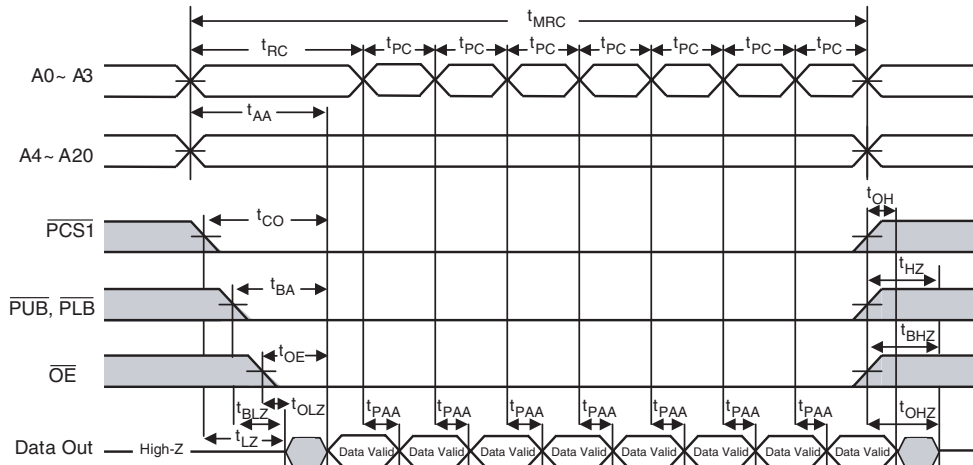 tMRC
tRC tPC tPC tPC tPC tPC tPC tPC
A0~ A3
tAA
A4~ A20
tOH
tCO
PCS1
tHZ
tBA
PUB, PLB
tBHZ
tOE
OE
tOLZ
tBLZ tPAA tPAA tPAA tPAA tPAA tPAA tPAA tOHZ
tLZ
Data Out High-Z Data Valid Data Valid Data Valid Data Valid Data Valid Data Valid Data Valid Data Valid